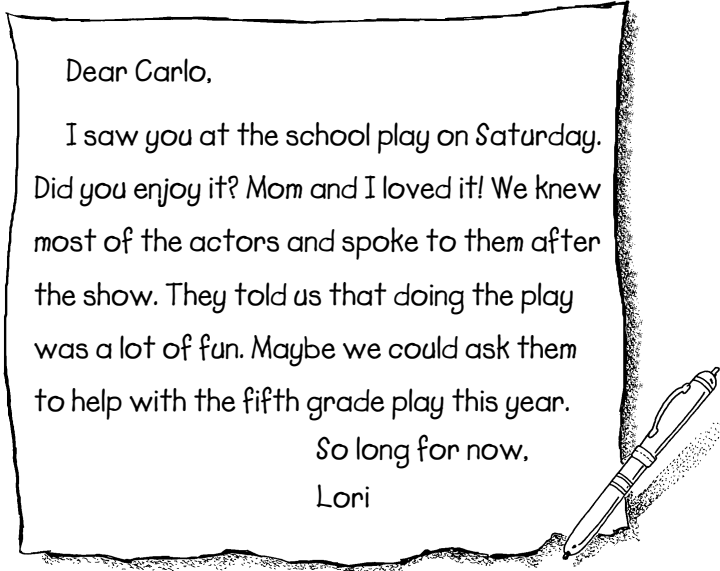 Dear Carlo,
I saw you at the school play on Saturday.
Did you enjoy it? Mom and I loved it! We knew
most of the actors and spoke to them after
the show. They told us that doing the play
was a lot of fun. Maybe we could ask them
to help with the fifth grade play this year.
So long for now,
Lori